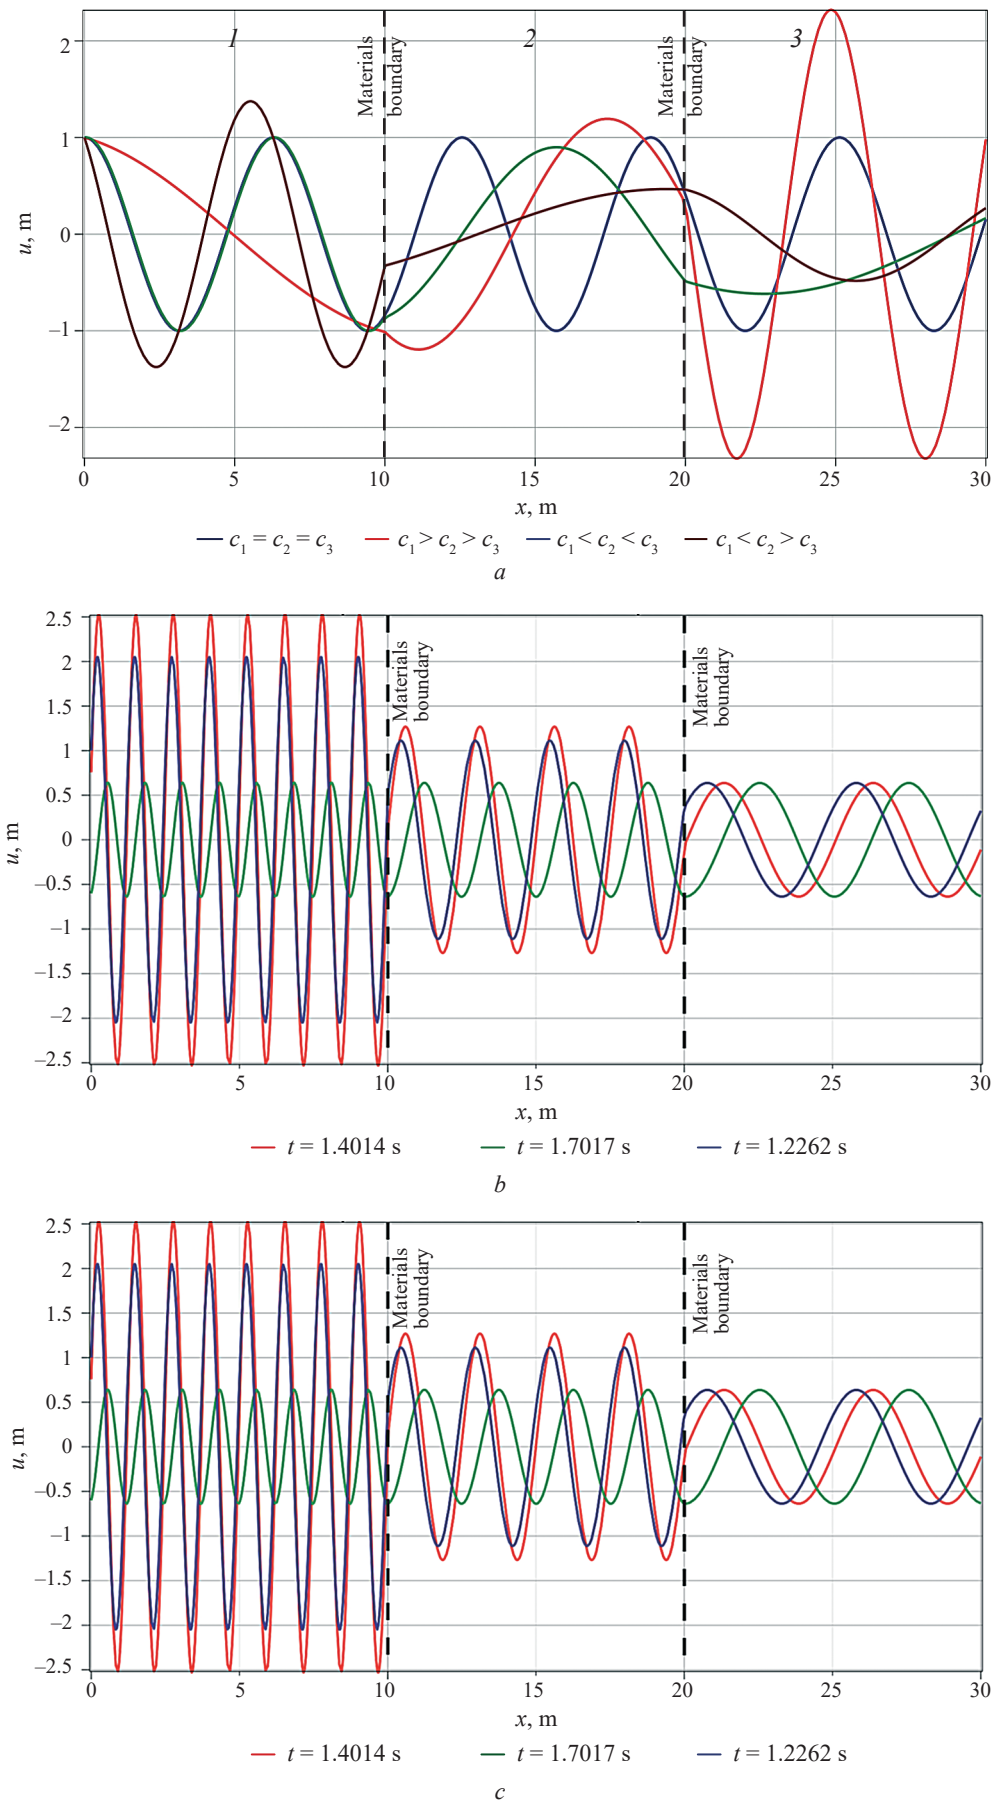 1 2 3
Materials boundary
Materials boundary
2
1
0
−1
−2
u, m
0 5 10 15 20 25 30
x, m
c₁ = c₂ = c₃ c₁ > c₂ > c₃ c₁ < c₂ < c₃ c₁ < c₂ > c₃
a
2.5
2
1.5
1
0.5
0
−0.5
−1
−1.5
−2
−2.5
u, m
Materials
boundary
Materials
boundary
0 5 10 15 20 25 30
x, m
t = 1.4014 s t = 1.7017 s t = 1.2262 s
b
2.5
2
1.5
1
0.5
0
−0.5
−1
−1.5
−2
−2.5
u, m
Materials
boundary
Materials
boundary
0 5 10 15 20 25 30
x, m
t = 1.4014 s t = 1.7017 s t = 1.2262 s
c